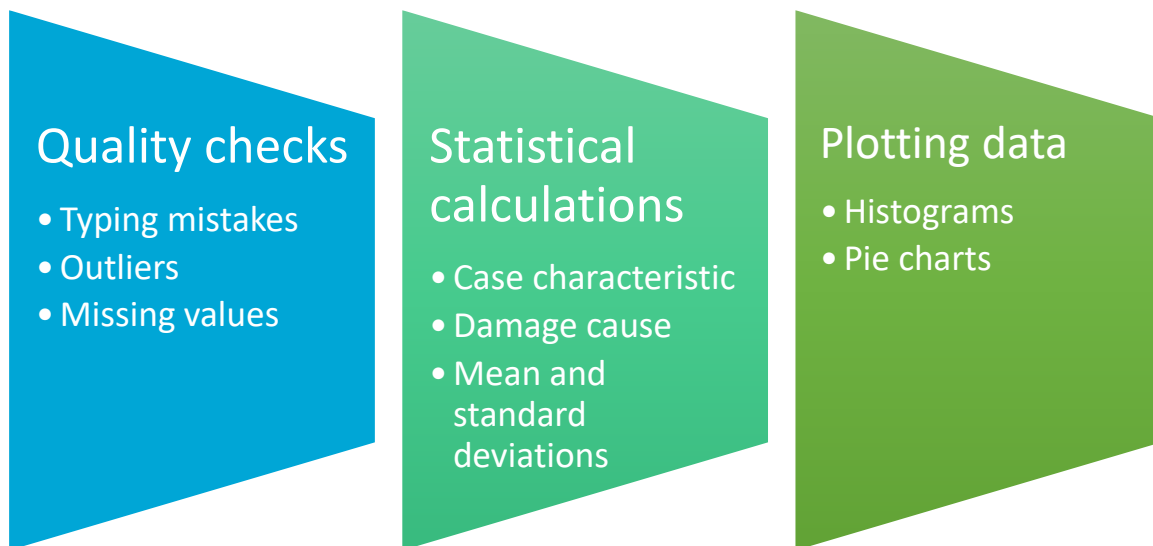 Quality checks
• Typing mistakes
• Outliers
• Missing values
Statistical
calculations
• Case characteristic
• Damage cause
• Mean and
standard
deviations
Plotting data
• Histograms
• Pie charts